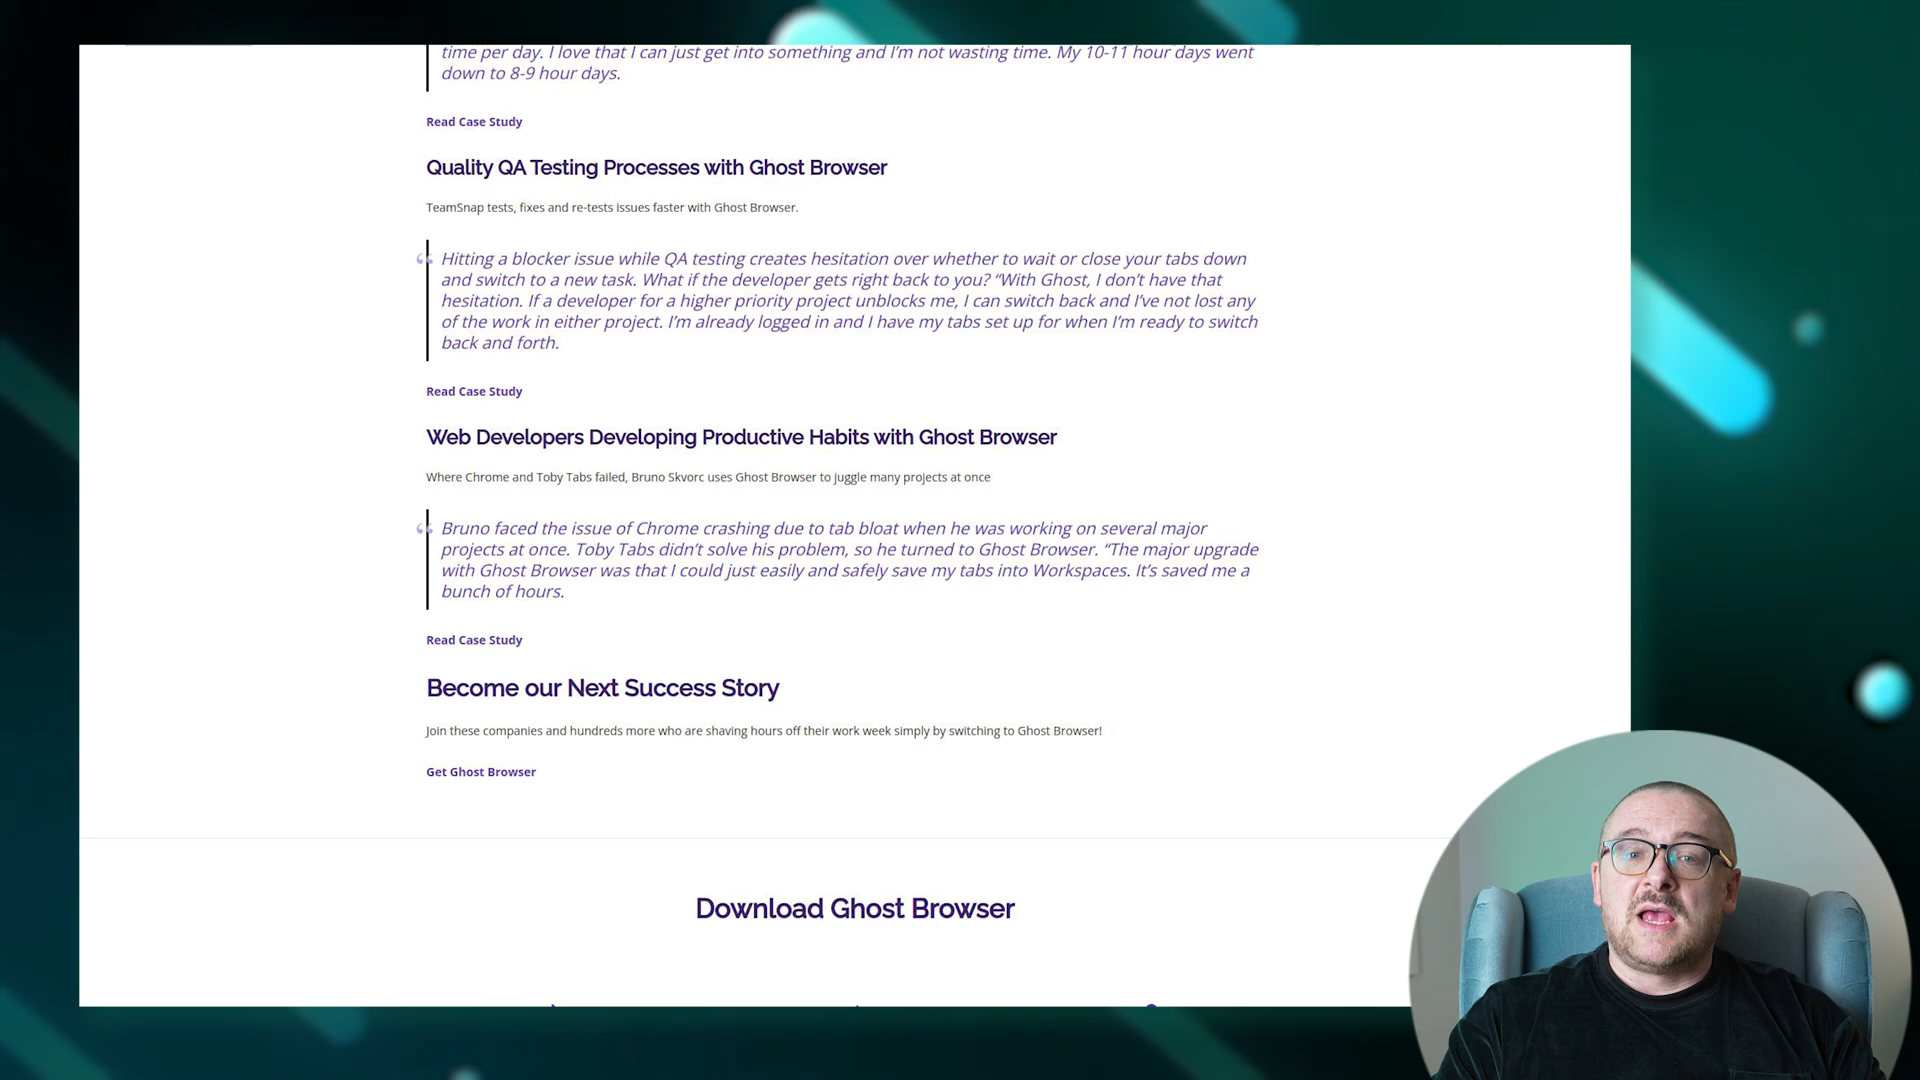 time per day. I love that I can just get into something and I’m not wasting time. My 10-11 hour days went
down to 8-9 hour days.
Read Case Study
Quality QA Testing Processes with Ghost Browser
TeamSnap tests, fixes and re-tests issues faster with Ghost Browser.
“ Hitting a blocker issue while QA testing creates hesitation over whether to wait or close your tabs down
and switch to a new task. What if the developer gets right back to you? “With Ghost, I don’t have that
hesitation. If a developer for a higher priority project unblocks me, I can switch back and I’ve not lost any
of the work in either project. I’m already logged in and I have my tabs set up for when I’m ready to switch
back and forth.
Read Case Study
Web Developers Developing Productive Habits with Ghost Browser
Where Chrome and Toby Tabs failed, Bruno Skvorc uses Ghost Browser to juggle many projects at once
“ Bruno faced the issue of Chrome crashing due to tab bloat when he was working on several major
projects at once. Toby Tabs didn’t solve his problem, so he turned to Ghost Browser. “The major upgrade
with Ghost Browser was that I could just easily and safely save my tabs into Workspaces. It’s saved me a
bunch of hours.
Read Case Study
Become our Next Success Story
Join these companies and hundreds more who are shaving hours off their work week simply by switching to Ghost Browser!
Get Ghost Browser
Download Ghost Browser